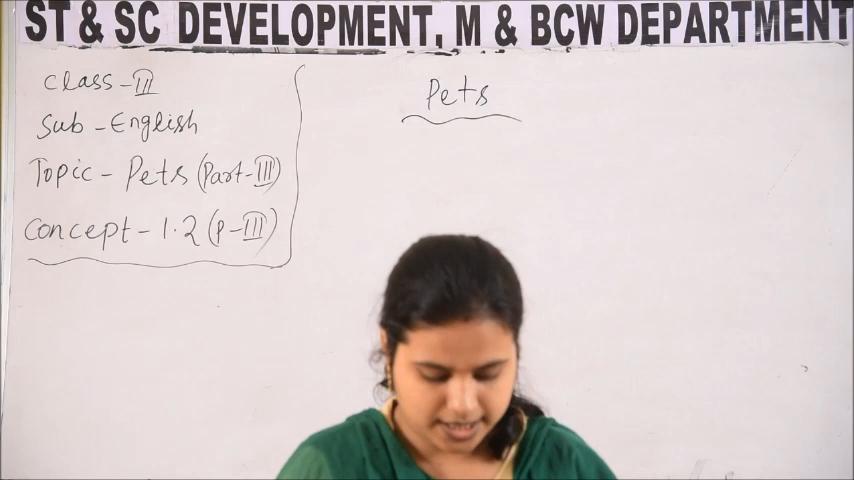 ST & SC DEVELOPMENT, M & BCW DEPARTMENT
Class - III
Sub - English
Topic - Pets (Part - III)
Concept - 1.2 (P - III)
Pets